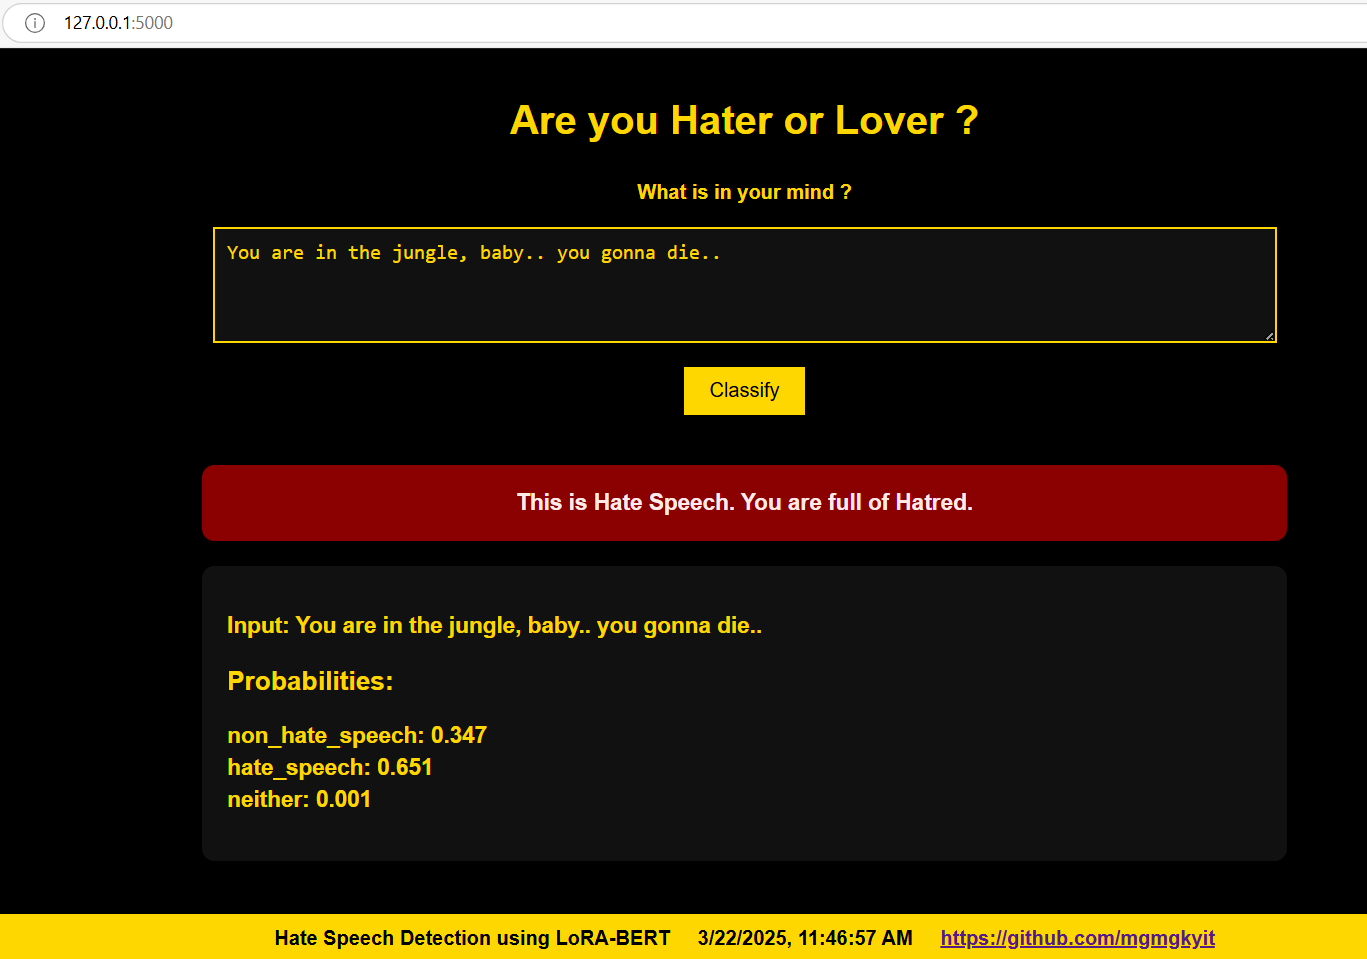 127.0.0.1:5000
Are you Hater or Lover ?
What is in your mind ?
You are in the jungle, baby.. you gonna die..
Classify
This is Hate Speech. You are full of Hatred.
Input: You are in the jungle, baby.. you gonna die..
Probabilities:
non_hate_speech: 0.347
hate_speech: 0.651
neither: 0.001
Hate Speech Detection using LoRA-BERT 3/22/2025, 11:46:57 AM https://github.com/mgmgkyit